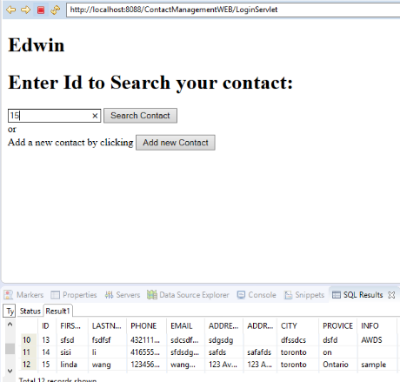 http://localhost:8088/ContactManagementWEB/LoginServlet
Edwin
Enter Id to Search your contact:
15 × Search Contact
or
Add a new contact by clicking Add new Contact
Markers Properties Servers Data Source Explorer Console Snippets SQL Results
Ty Status Result1
ID FIRS... LASTN... PHONE EMAIL ADDRE... ADDR... CITY PROVICE INFO
10 13 sfsd fsdfsf 432111... sdcsdf... sdgsdg dfssdcs dsfd AWDS
11 14 sisi li 416555... sfdsdg... safds safafds toronto on
12 15 linda wang 123456... wang... 123 Av... 123 A... toronto Ontario sample
Total 12 records shown